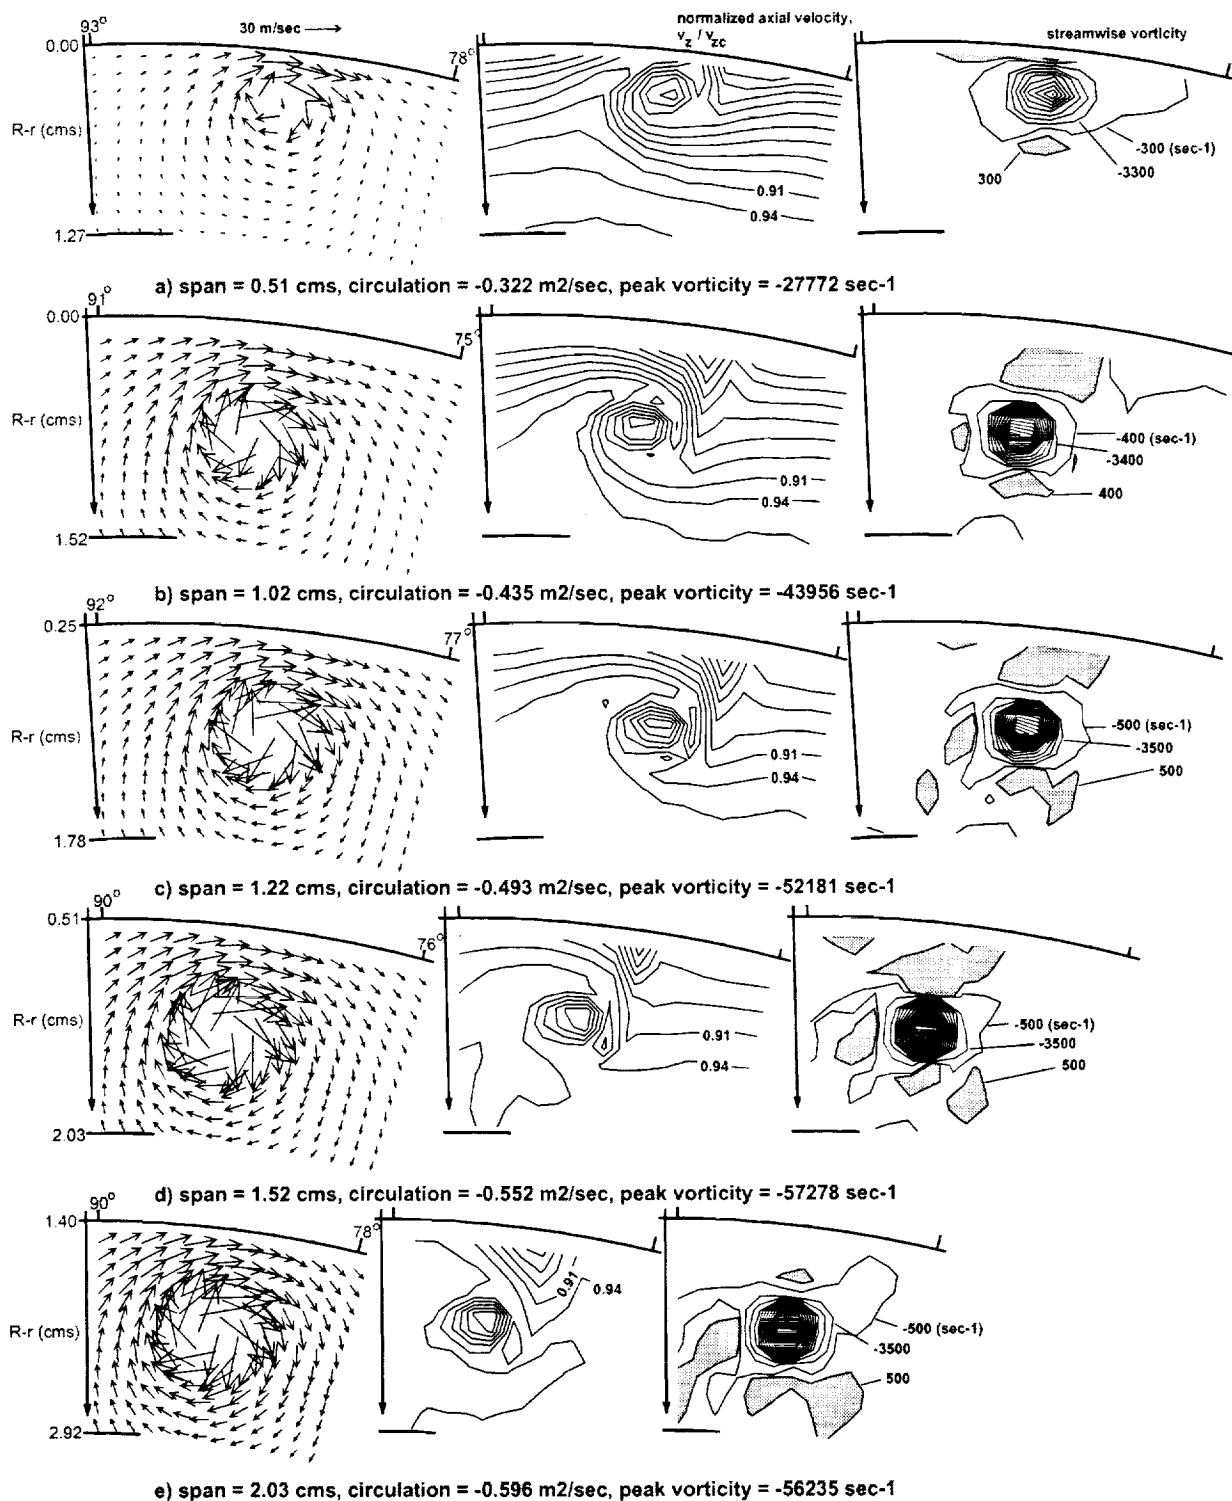 93°
30 m/sec
normalized axial velocity,
v_z / v_zc
streamwise vorticity
0.00
78°
R-r (cms)
0.91
0.94
-300 (sec-1)
-3300
300
1.27
a) span = 0.51 cms, circulation = -0.322 m2/sec, peak vorticity = -27772 sec-1
91°
0.00
75°
R-r (cms)
0.91
0.94
-400 (sec-1)
-3400
400
1.52
b) span = 1.02 cms, circulation = -0.435 m2/sec, peak vorticity = -43956 sec-1
92°
0.25
77°
R-r (cms)
0.91
0.94
-500 (sec-1)
-3500
500
1.78
c) span = 1.22 cms, circulation = -0.493 m2/sec, peak vorticity = -52181 sec-1
90°
0.51
76°
R-r (cms)
0.91
0.94
-500 (sec-1)
-3500
500
2.03
d) span = 1.52 cms, circulation = -0.552 m2/sec, peak vorticity = -57278 sec-1
90°
1.40
78°
R-r (cms)
0.91
0.94
-500 (sec-1)
-3500
500
2.92
e) span = 2.03 cms, circulation = -0.596 m2/sec, peak vorticity = -56235 sec-1